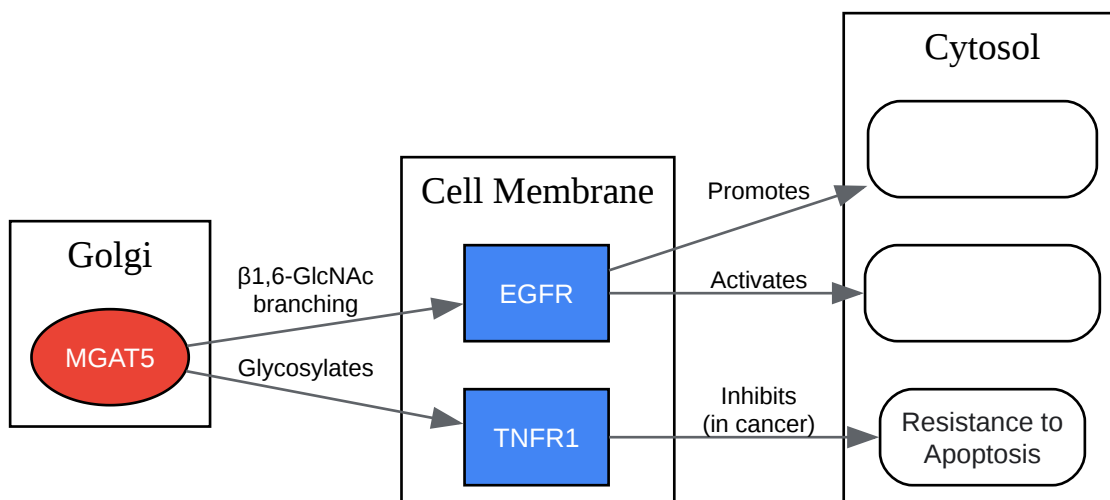 Golgi
MGAT5
β1,6-GlcNAc
branching
Glycosylates
Cell Membrane
EGFR
TNFR1
Promotes
Activates
Inhibits
(in cancer)
Cytosol
Resistance to
Apoptosis